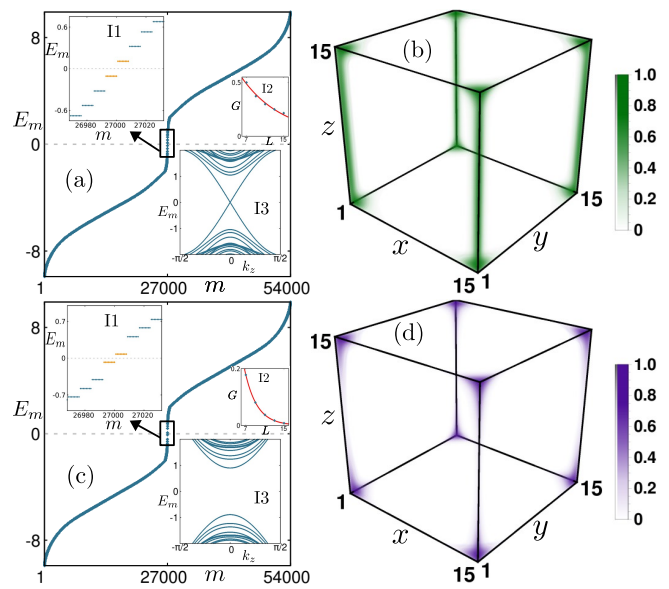 8
0
-8
E_m
1
27000
m
54000
(a)
I1
E_m
0.6
0
-0.6
26980
27000
27020
m
I2
0.5
G
0
7
L
15
I3
E_m
1
0
-1
-π/2
0
π/2
k_z
(b)
15
z
1
x
15
1
y
15
1.0
0.8
0.6
0.4
0.2
0
8
0
-8
E_m
1
27000
m
54000
(c)
I1
E_m
0.7
0
-0.7
26980
27000
27020
m
I2
0.2
G
0
7
L
15
I3
E_m
1
0
-1
-π/2
0
π/2
k_z
(d)
15
z
1
x
15
1
y
15
1.0
0.8
0.6
0.4
0.2
0